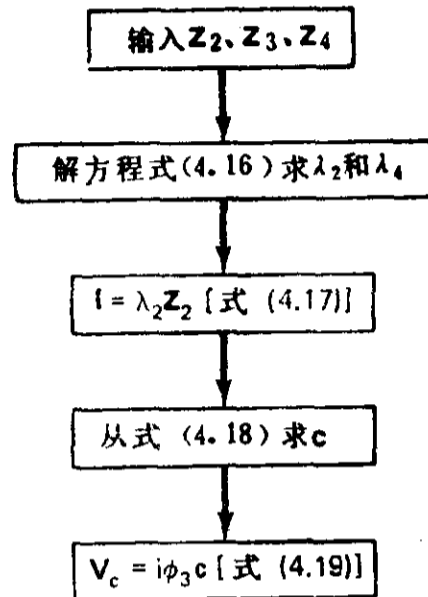 输入Z₂、Z₃、Z₄
解方程式(4.16)求λ₂和λ₄
f = λ₂Z₂ [式 (4.17)]
从式 (4.18)求c
V_c = iφ₃c [式 (4.19)]